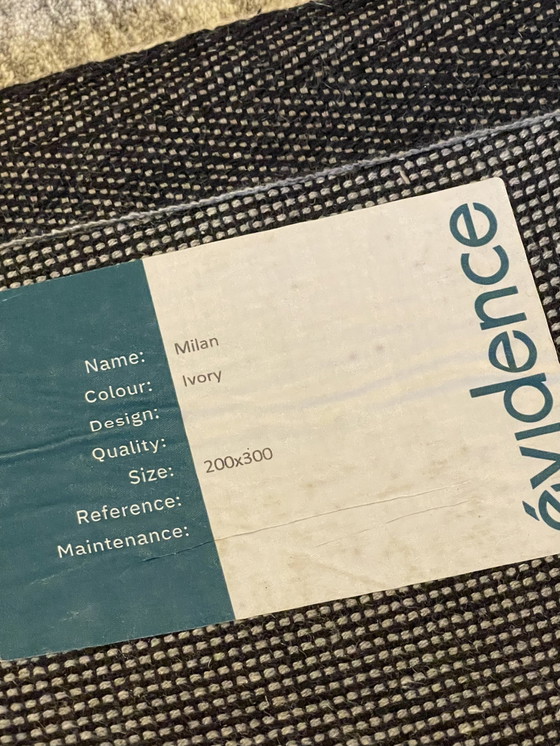 Name: Milan
Colour: Ivory
Design:
Quality:
Size: 200x300
Reference:
Maintenance:
évidence